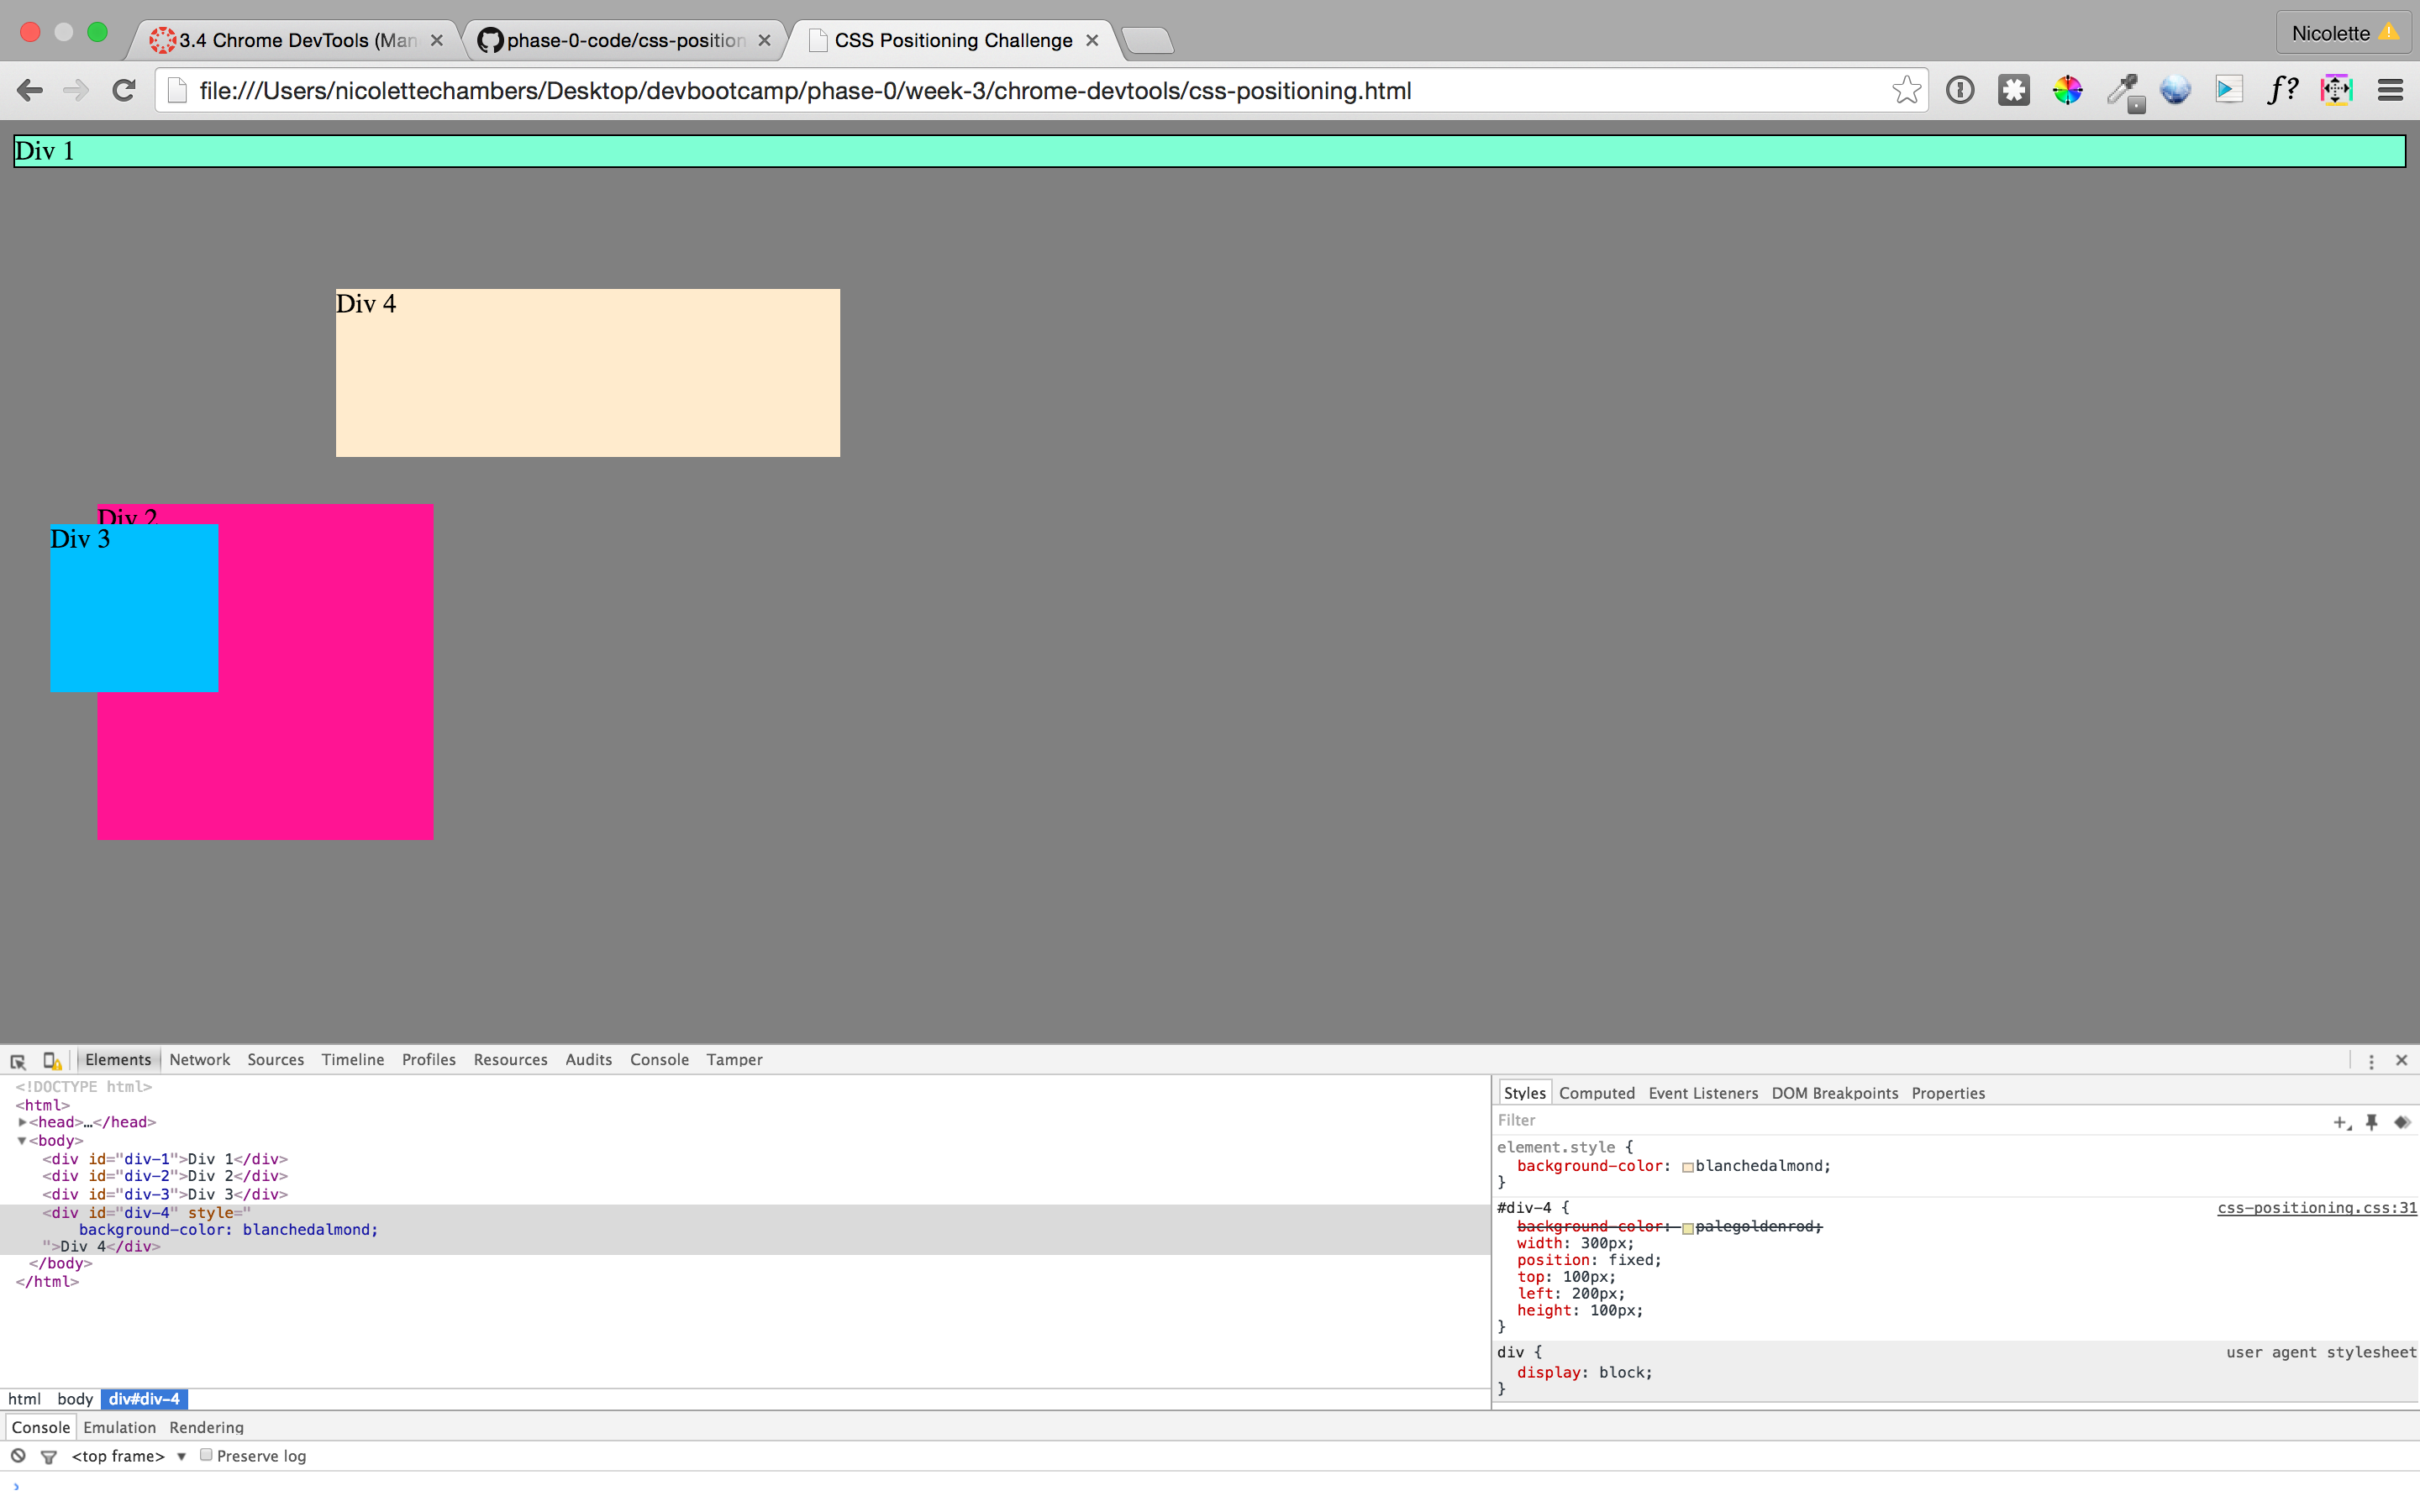 3.4 Chrome DevTools (Man
phase-0-code/css-position
CSS Positioning Challenge
Nicolette
file:///Users/nicolettechambers/Desktop/devbootcamp/phase-0/week-3/chrome-devtools/css-positioning.html
f?
Div 1
Div 4
Div 2
Div 3
Elements Network Sources Timeline Profiles Resources Audits Console Tamper
<!DOCTYPE html>
<html>
▶<head>…</head>
▼<body>
<div id="div-1">Div 1</div>
<div id="div-2">Div 2</div>
<div id="div-3">Div 3</div>
<div id="div-4" style="
background-color: blanchedalmond;
">Div 4</div>
</body>
</html>
html body div#div-4
Styles Computed Event Listeners DOM Breakpoints Properties
Filter
element.style {
background-color: blanchedalmond;
}
#div-4 { css-positioning.css:31
background-color: palegoldenrod;
width: 300px;
position: fixed;
top: 100px;
left: 200px;
height: 100px;
}
div { user agent stylesheet
display: block;
}
Console Emulation Rendering
<top frame> ▼ Preserve log